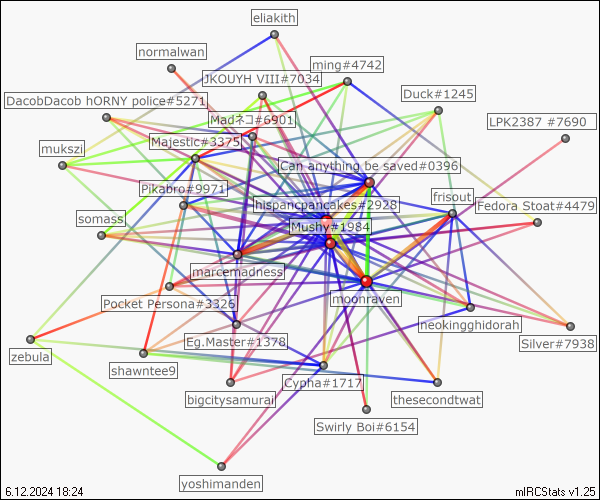 eliakith
normalwan
ming#4742
JKOUYH VIII#7034
Duck#1245
DacobDacob hORNY police#5271
Madネコ#6901
LPK2387 #7690
Majestic#3375
mukszi
Can anything be saved#0396
Pikabro#9971
frisout
hispancpancakes#2928
Fedora Stoat#4479
somass
Mushy#1984
marcemadness
moonraven
Pocket Persona#3326
neokingghidorah
Eg.Master#1378
Silver#7938
zebula
shawntee9
Cypha#1717
bigcitysamurai
thesecondtwat
Swirly Boi#6154
yoshimanden
6.12.2024 18:24
mIRCStats v1.25